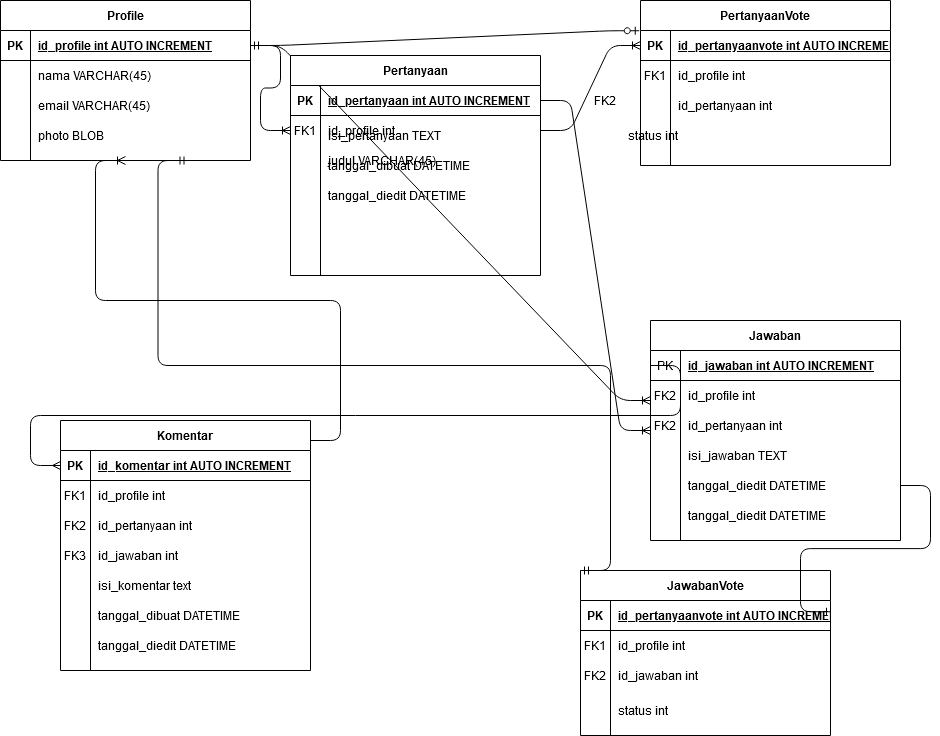 Profile
PK id_profile int AUTO INCREMENT
nama VARCHAR(45)
email VARCHAR(45)
photo BLOB
Pertanyaan
PK id_pertanyaan int AUTO INCREMENT
FK1 id_profile int
isi_pertanyaan TEXT
judul VARCHAR(45)
tanggal_dibuat DATETIME
tanggal_diedit DATETIME
PertanyaanVote
PK id_pertanyaanvote int AUTO INCREME
FK1 id_profile int
FK2 id_pertanyaan int
status int
Jawaban
PK id_jawaban int AUTO INCREMENT
FK2 id_profile int
FK2 id_pertanyaan int
isi_jawaban TEXT
tanggal_diedit DATETIME
tanggal_diedit DATETIME
Komentar
PK id_komentar int AUTO INCREMENT
FK1 id_profile int
FK2 id_pertanyaan int
FK3 id_jawaban int
isi_komentar text
tanggal_dibuat DATETIME
tanggal_diedit DATETIME
JawabanVote
PK id_pertanyaanvote int AUTO INCREME
FK1 id_profile int
FK2 id_jawaban int
status int